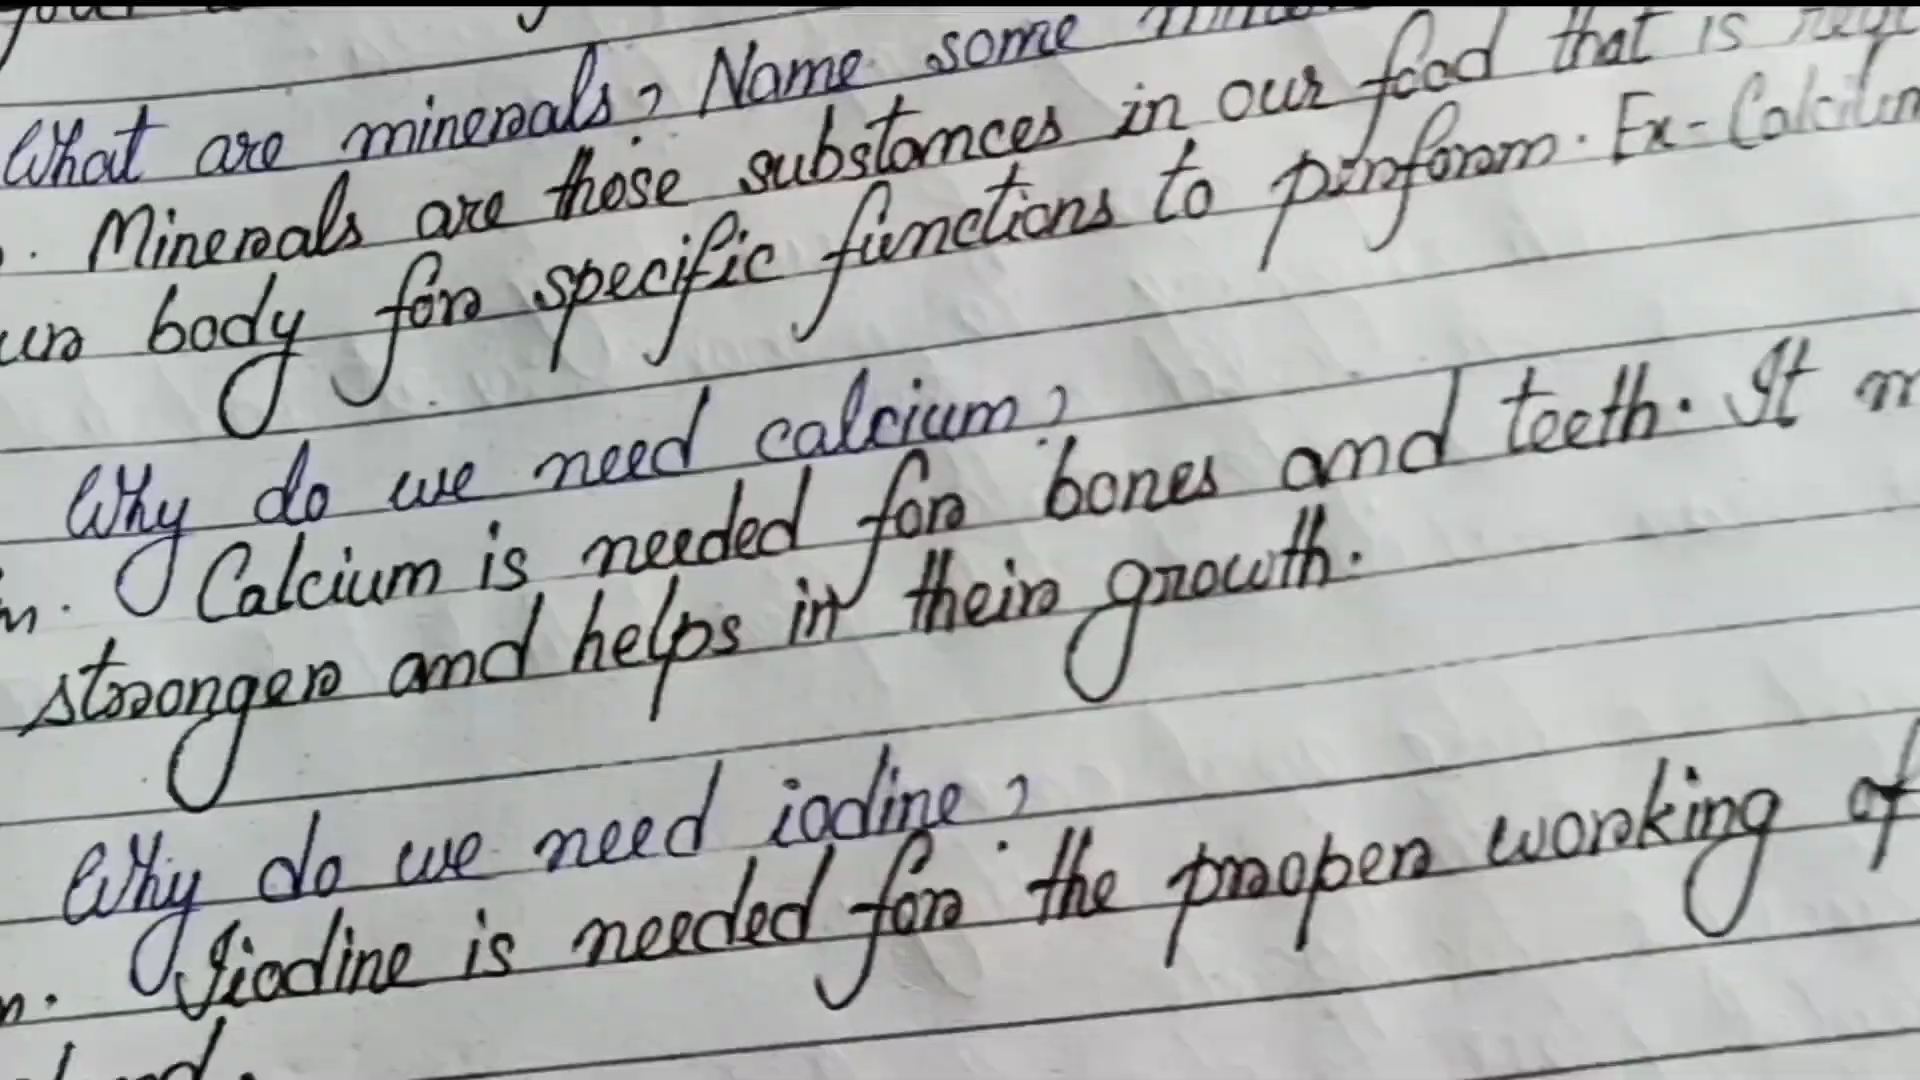 What are minerals? Name some
Minerals are those substances in our food that is
body for specific functions to perform. Ex- Calcium
Why do we need calcium?
Calcium is needed for bones and teeth. It
stronger and helps in their growth.
Why do we need iodine?
Iiodine is needed for the proper working of